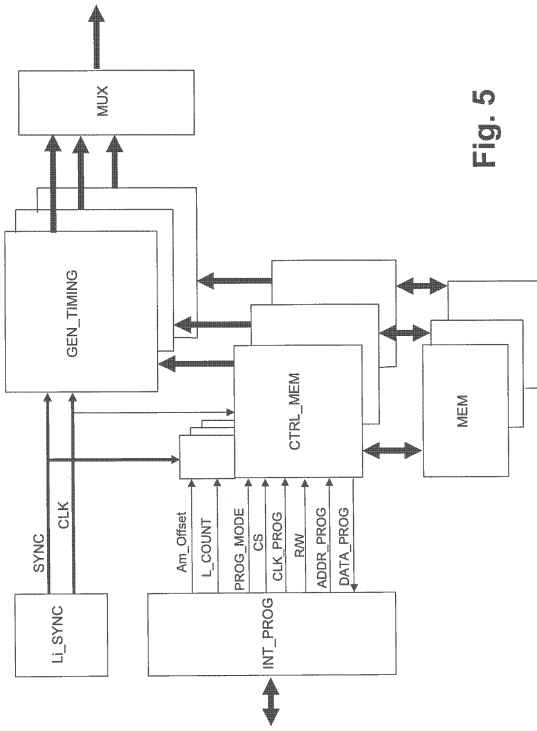 MUX
GEN_TIMING
SYNC
CLK
Li_SYNC
CTRL_MEM
MEM
Am_Offset
L_COUNT
PROG_MODE
CS
CLK_PROG
R/W
ADDR_PROG
DATA_PROG
INT_PROG
Fig. 5